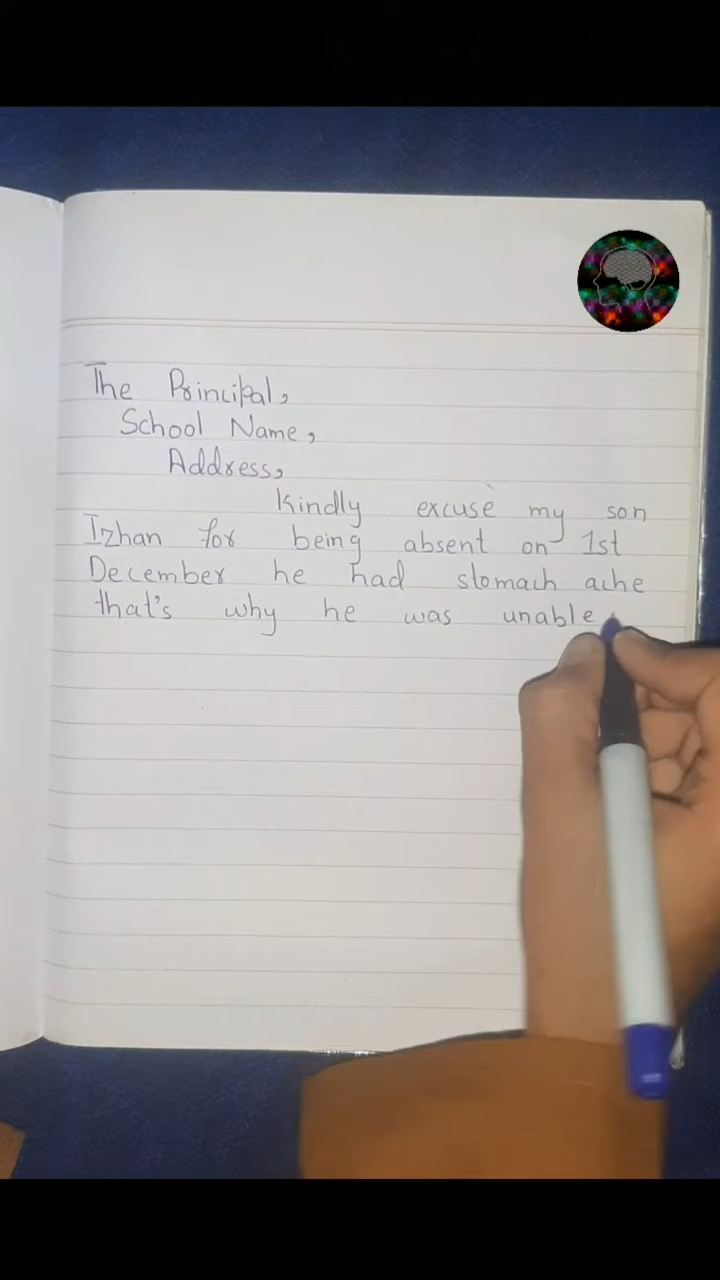 The Principal,
School Name,
Address,
Kindly excuse my son
Izhan for being absent on 1st
December he had stomach ache
that's why he was unable